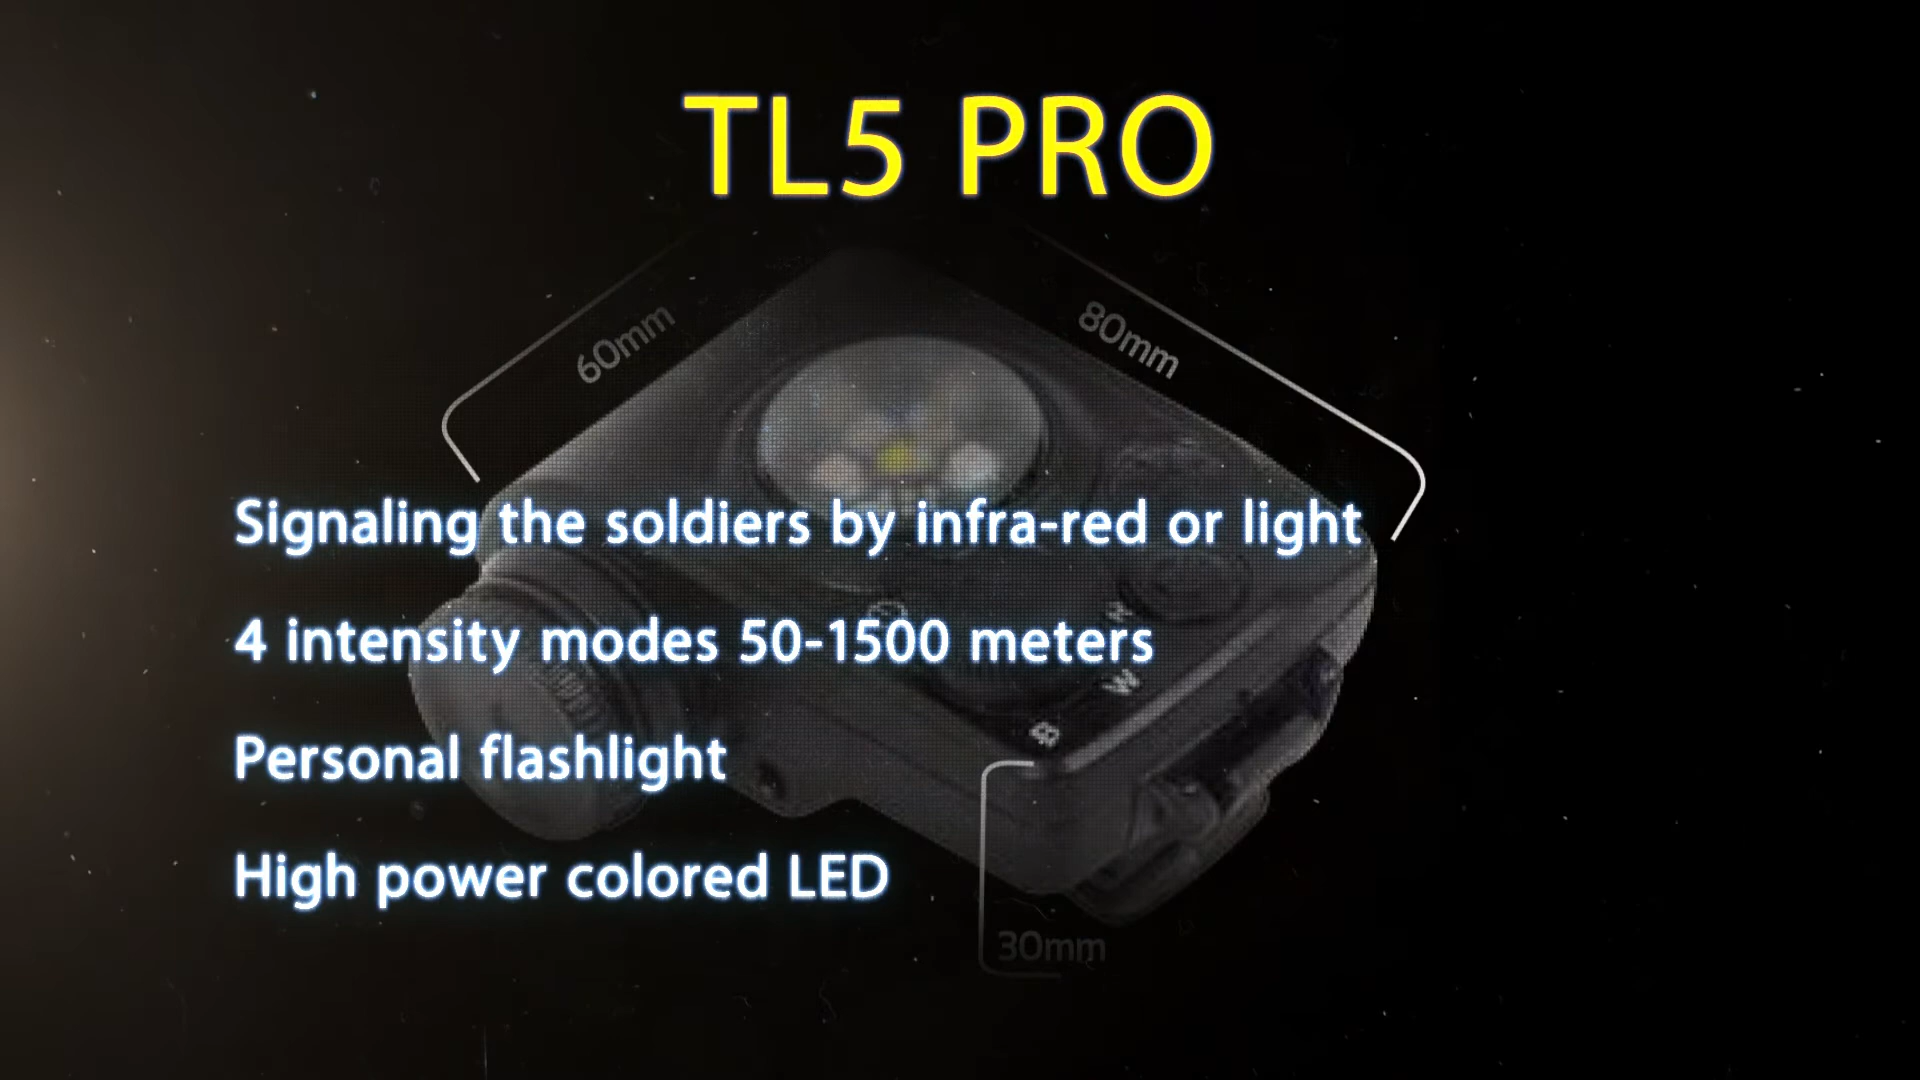 TL5 PRO
60mm
80mm
Signaling the soldiers by infra-red or light
4 intensity modes 50-1500 meters
Personal flashlight
High power colored LED
W
30mm